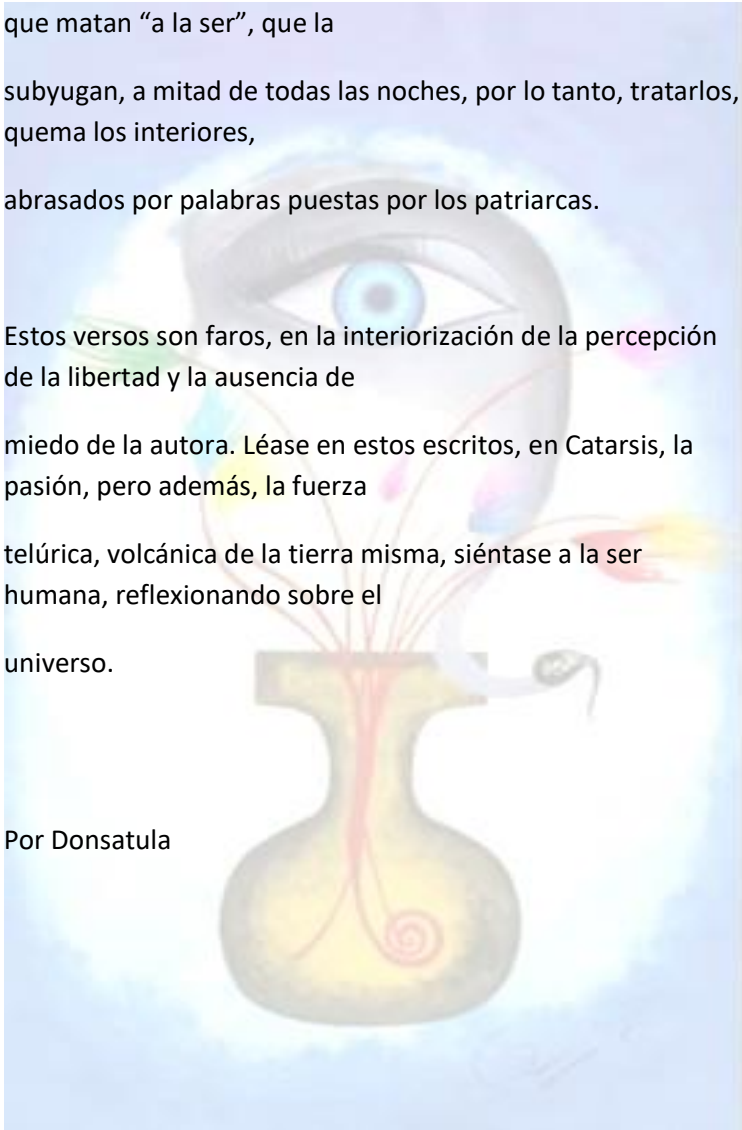 que matan “a la ser”, que la
subyugan, a mitad de todas las noches, por lo tanto, tratarlos,
quema los interiores,
abrasados por palabras puestas por los patriarcas.
Estos versos son faros, en la interiorización de la percepción
de la libertad y la ausencia de
miedo de la autora. Léase en estos escritos, en Catarsis, la
pasión, pero además, la fuerza
telúrica, volcánica de la tierra misma, siéntase a la ser
humana, reflexionando sobre el
universo.
Por Donsatula